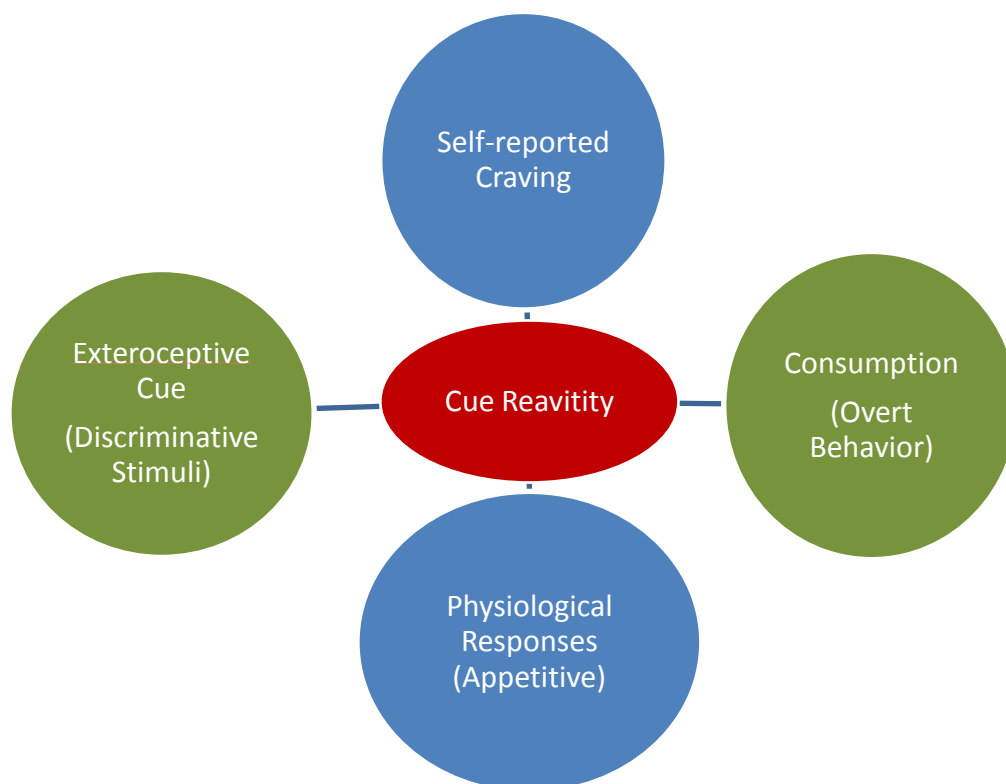 Self-reported
Craving
Exteroceptive
Cue
(Discriminative
Stimuli)
Cue Reavitity
Consumption
(Overt
Behavior)
Physiological
Responses
(Appetitive)